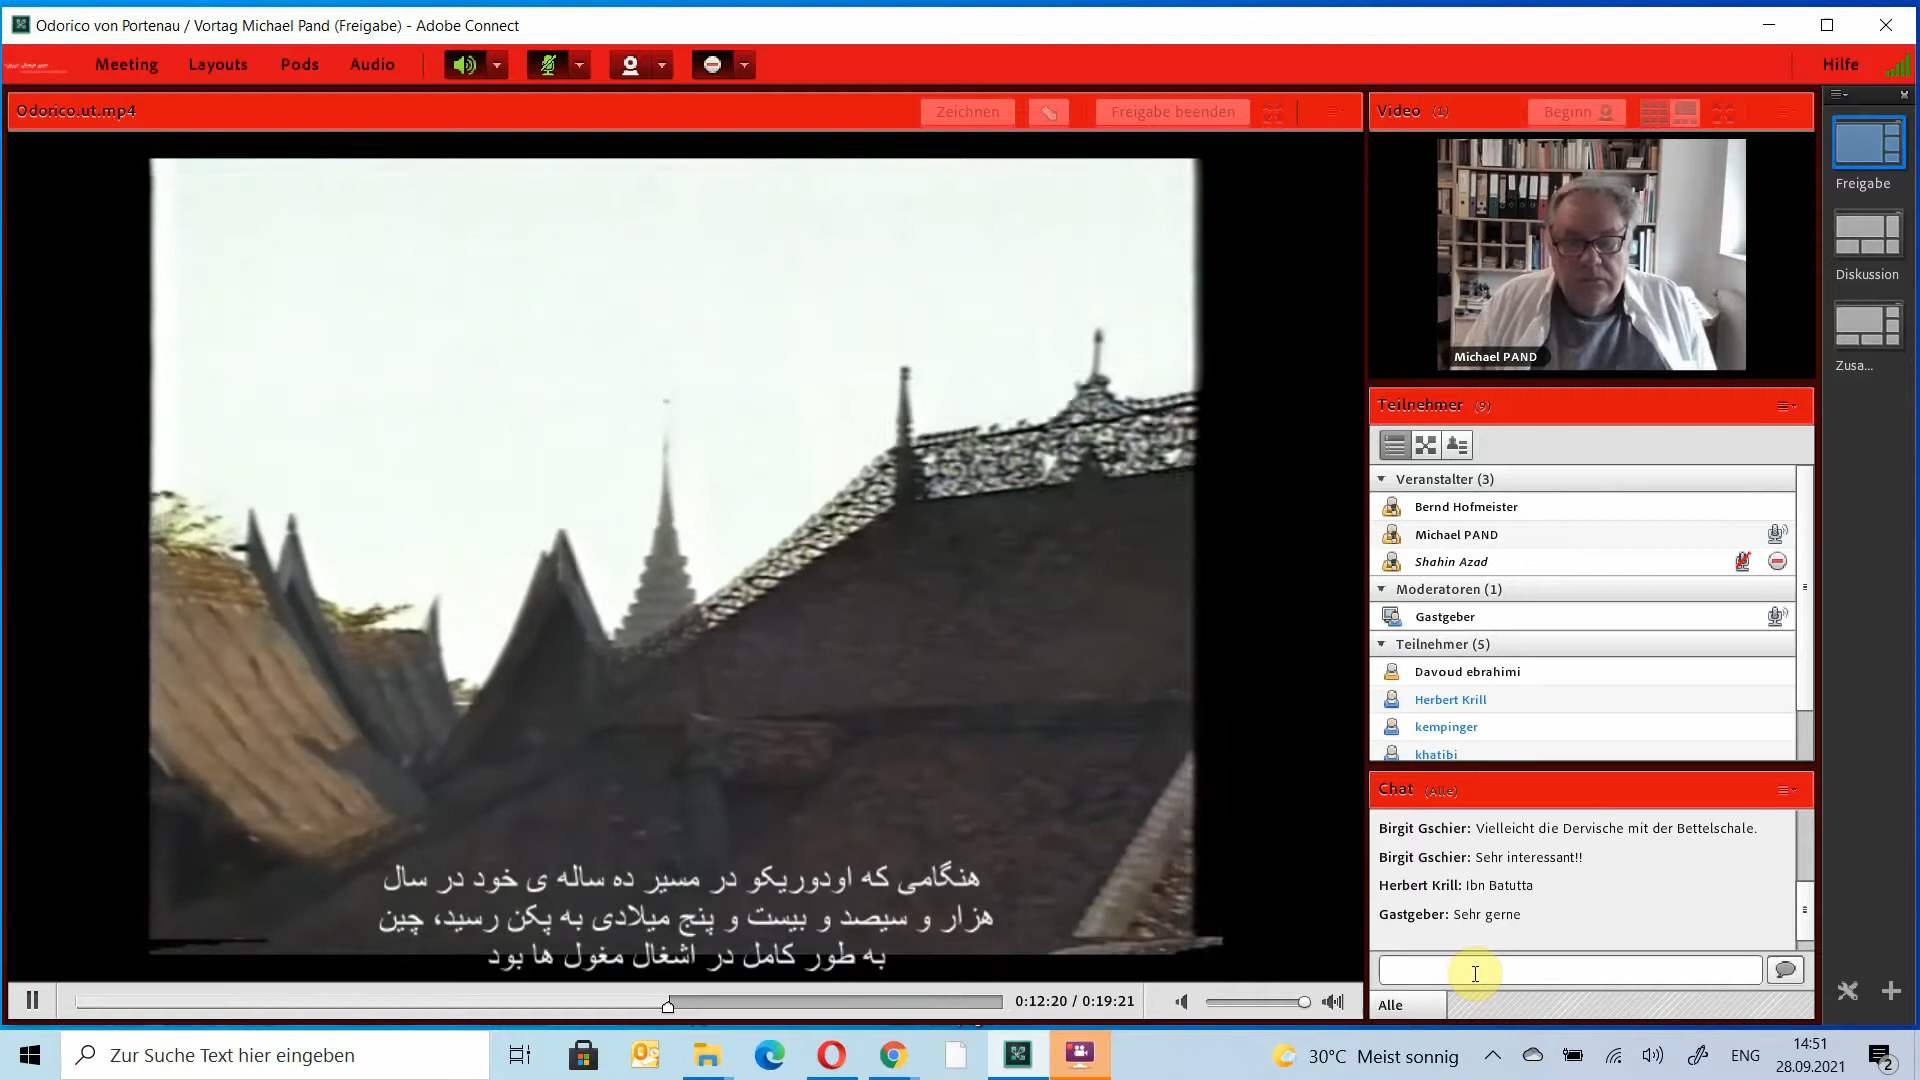 Odorico von Portenau / Vortag Michael Pand (Freigabe) - Adobe Connect
Meeting Layouts Pods Audio Hilfe
Odorico.ut.mp4 Zeichnen Freigabe beenden
هنگامی که اودوریکو در مسیر ده ساله ی خود در سال
هزار و سیصد و بیست و پنج میلادی به پکن رسید، چین
به طور کامل در اشغال مغول ها بود
0:12:20 / 0:19:21
Video (1) Beginn
Michael PAND
Teilnehmer (9)
Veranstalter (3)
Bernd Hofmeister
Michael PAND
Shahin Azad
Moderatoren (1)
Gastgeber
Teilnehmer (5)
Davoud ebrahimi
Herbert Krill
kempinger
khatibi
Chat (Alle)
Birgit Gschier: Vielleicht die Dervische mit der Bettelschale.
Birgit Gschier: Sehr interessant!!
Herbert Krill: Ibn Batutta
Gastgeber: Sehr gerne
Alle
Freigabe
Diskussion
Zusa...
Zur Suche Text hier eingeben
30°C Meist sonnig
ENG
14:51
28.09.2021
2